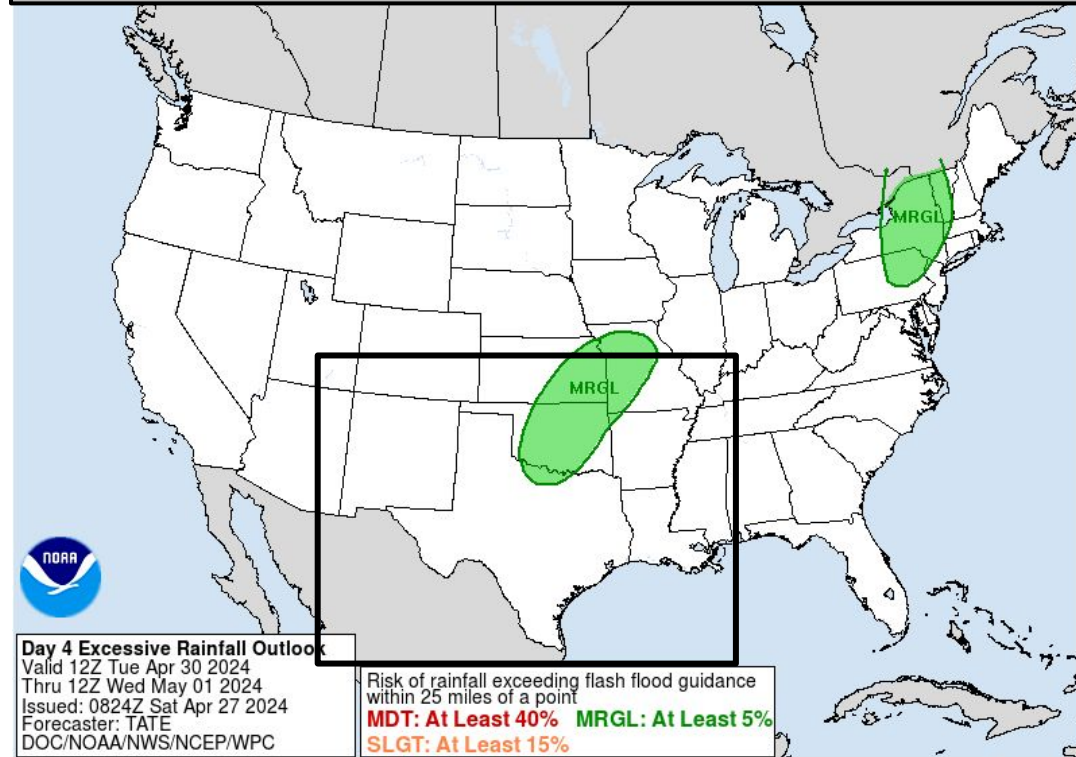 MRGL
MRGL
NOAA
Day 4 Excessive Rainfall Outlook
Valid 12Z Tue Apr 30 2024
Thru 12Z Wed May 01 2024
Issued: 0824Z Sat Apr 27 2024
Forecaster: TATE
DOC/NOAA/NWS/NCEP/WPC
Risk of rainfall exceeding flash flood guidance
within 25 miles of a point
MDT: At Least 40% MRGL: At Least 5%
SLGT: At Least 15%